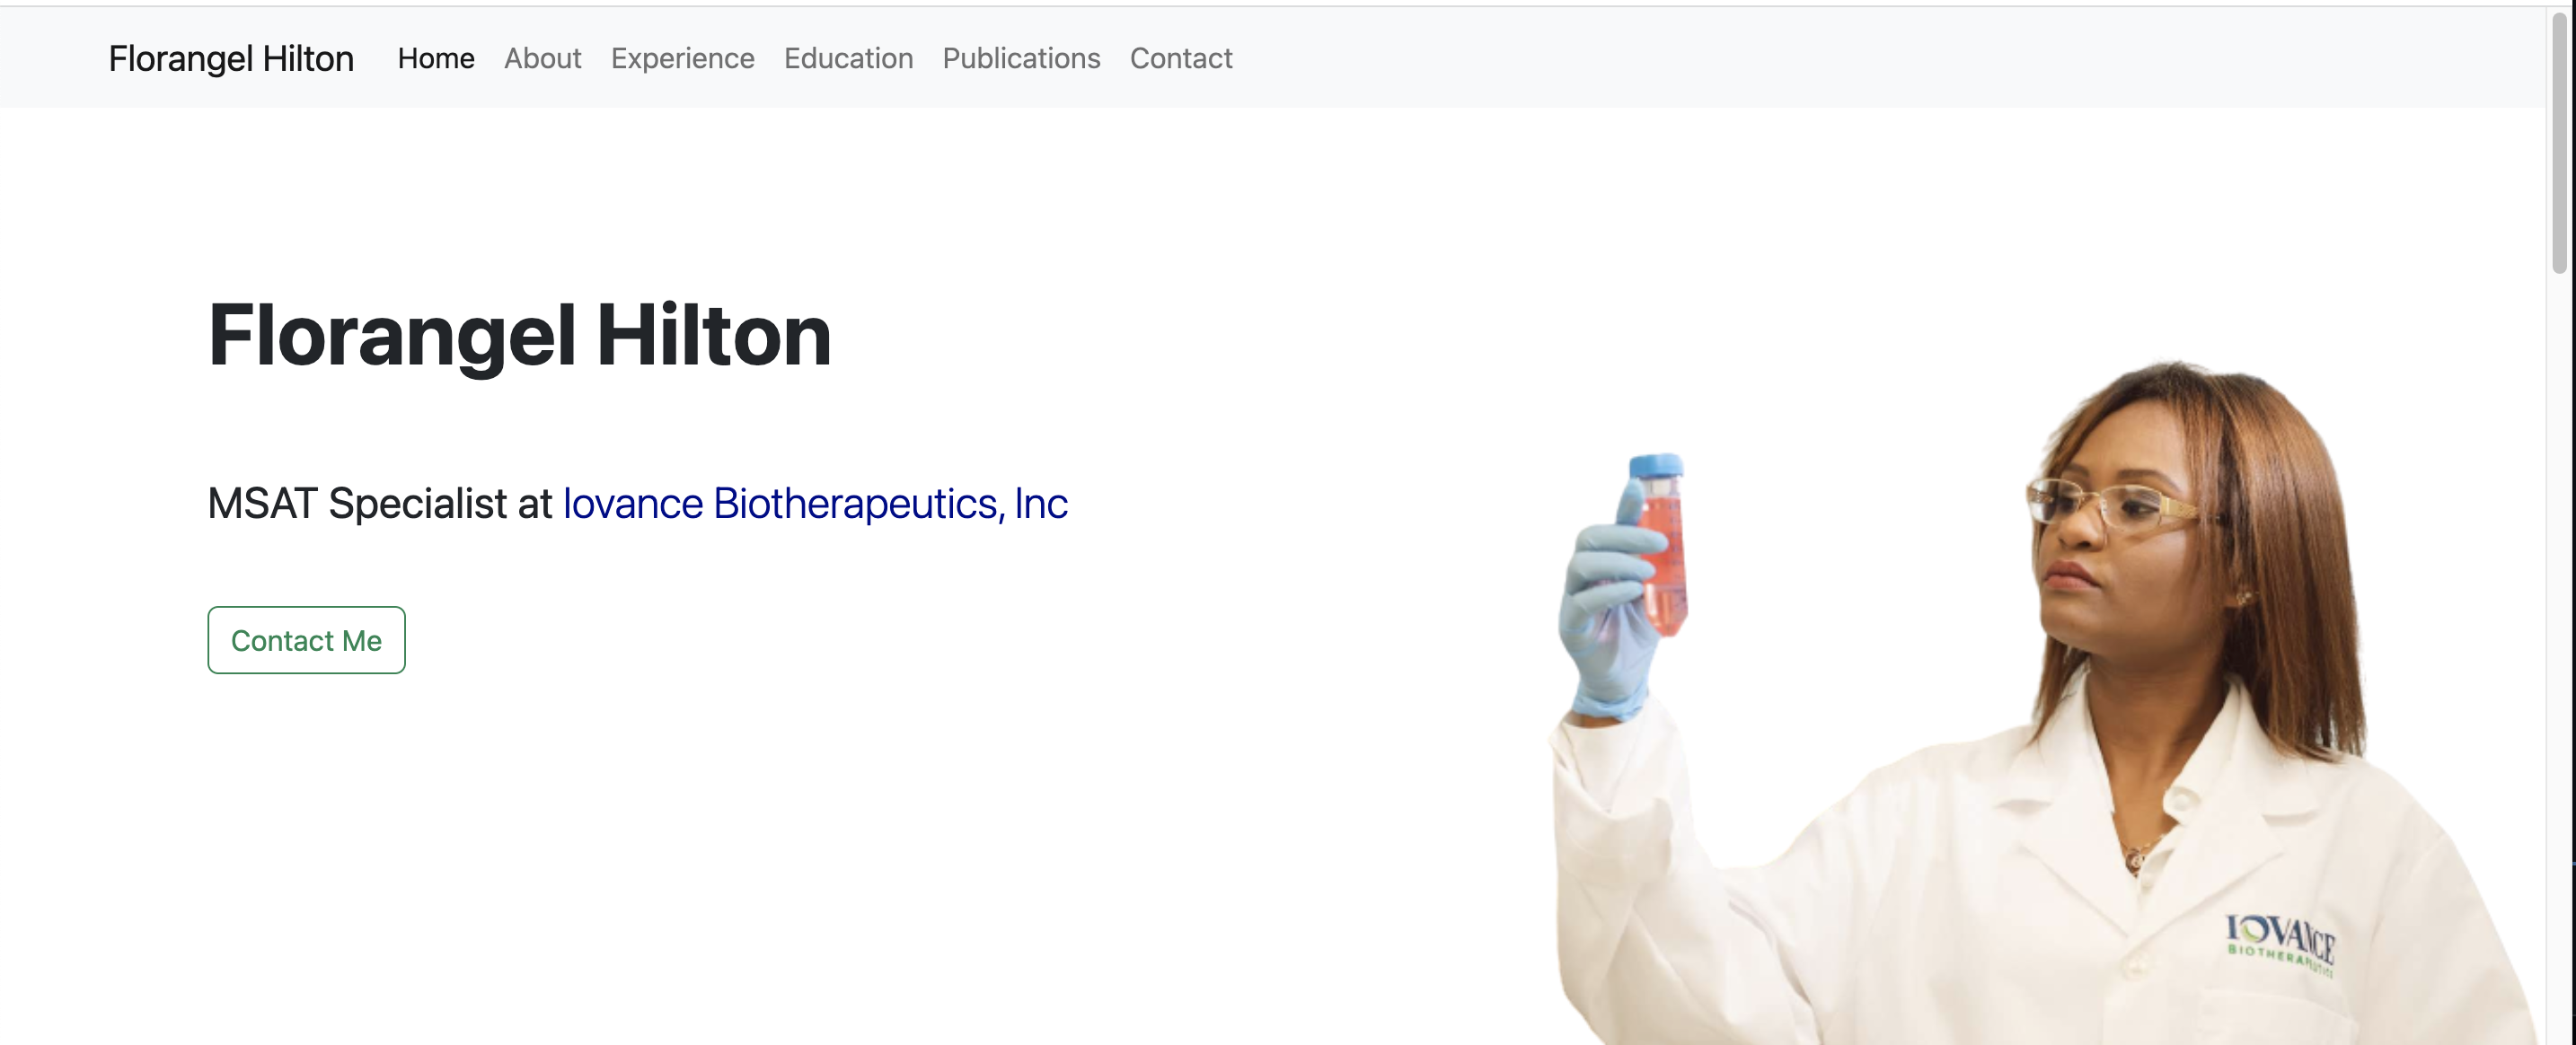 Florangel Hilton Home About Experience Education Publications Contact
Florangel Hilton
MSAT Specialist at Iovance Biotherapeutics, Inc
Contact Me
IOVANCE
BIOTHERAPEUTICS